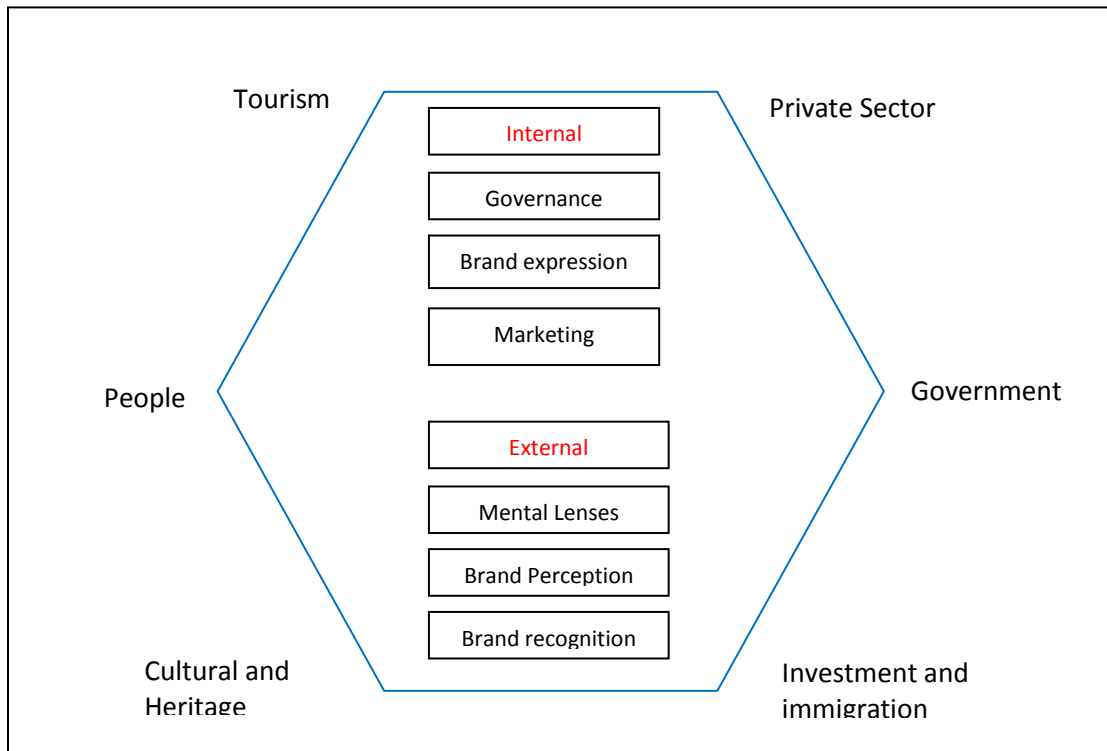 Tourism
Private Sector
Internal
Governance
Brand expression
Marketing
People
Government
External
Mental Lenses
Brand Perception
Brand recognition
Cultural and
Heritage
Investment and
immigration